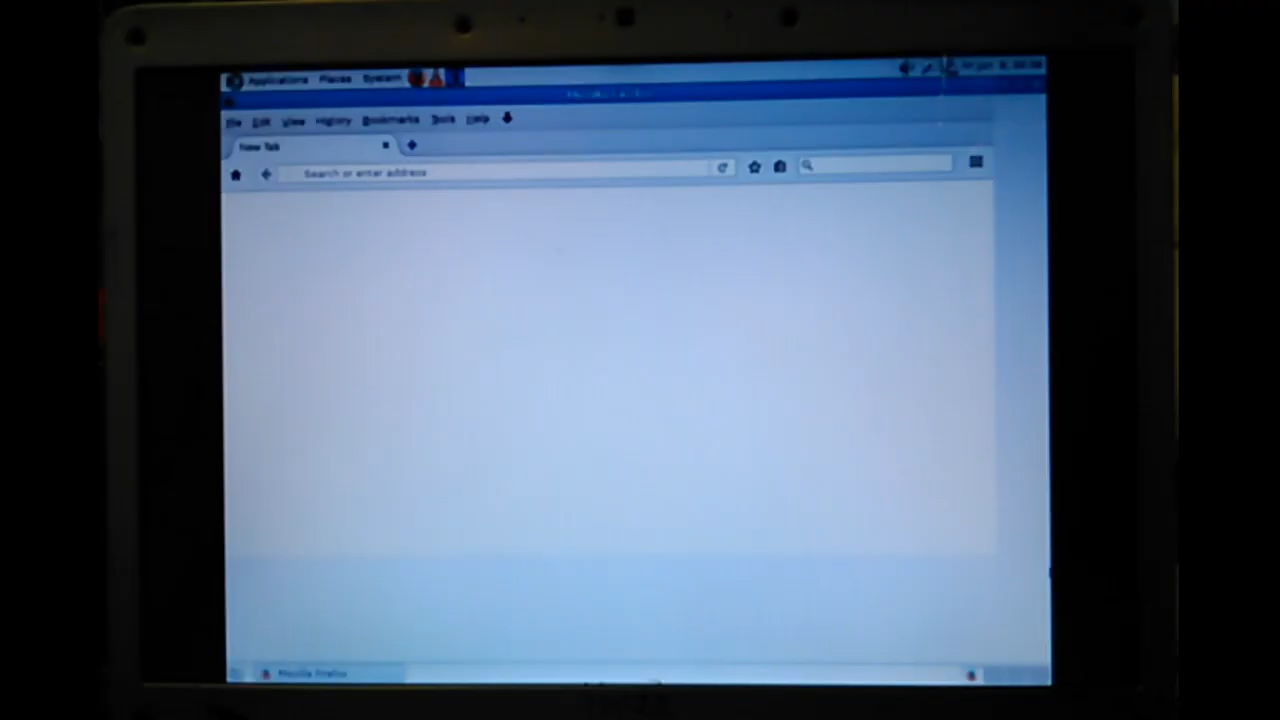 Applications Places System
File Edit View History Bookmarks Tools Help
New Tab
Search or enter address
Mozilla Firefox